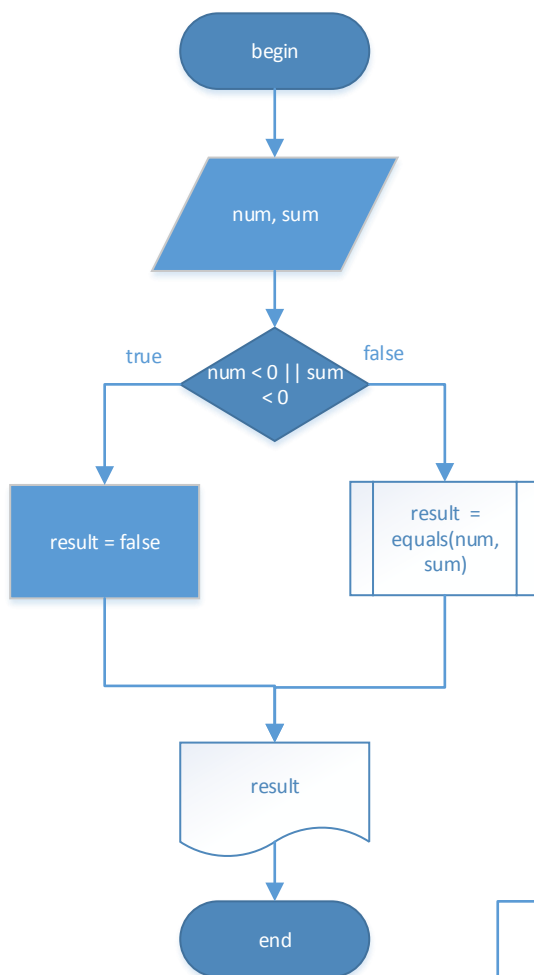 begin
num, sum
true
false
num < 0 || sum
< 0
result = false
result =
equals(num,
sum)
result
end